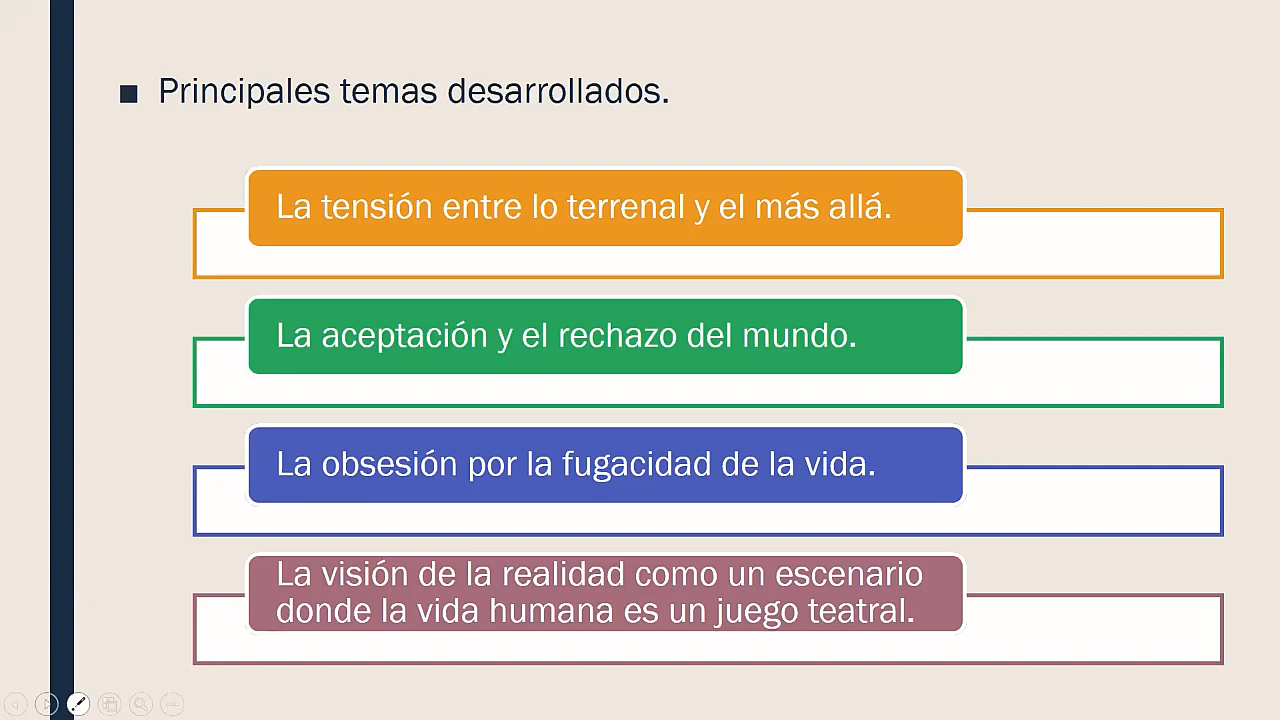 Principales temas desarrollados.
La tensión entre lo terrenal y el más allá.
La aceptación y el rechazo del mundo.
La obsesión por la fugacidad de la vida.
La visión de la realidad como un escenario
donde la vida humana es un juego teatral.